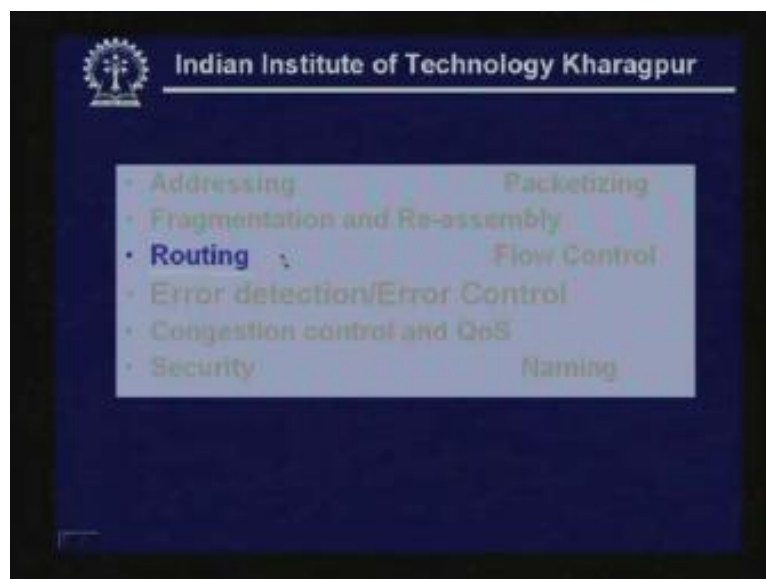 Indian Institute of Technology Kharagpur
• Addressing Packetizing
• Fragmentation and Re-assembly
• Routing Flow Control
• Error detection/Error Control
• Congestion control and QoS
• Security Naming